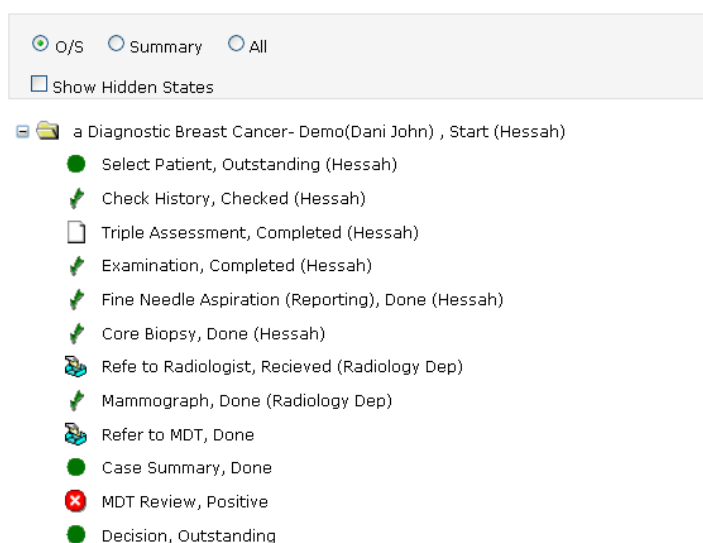 O/S Summary All
Show Hidden States
a Diagnostic Breast Cancer- Demo(Dani John) , Start (Hessah)
Select Patient, Outstanding (Hessah)
Check History, Checked (Hessah)
Triple Assessment, Completed (Hessah)
Examination, Completed (Hessah)
Fine Needle Aspiration (Reporting), Done (Hessah)
Core Biopsy, Done (Hessah)
Refe to Radiologist, Recieved (Radiology Dep)
Mammograph, Done (Radiology Dep)
Refer to MDT, Done
Case Summary, Done
MDT Review, Positive
Decision, Outstanding